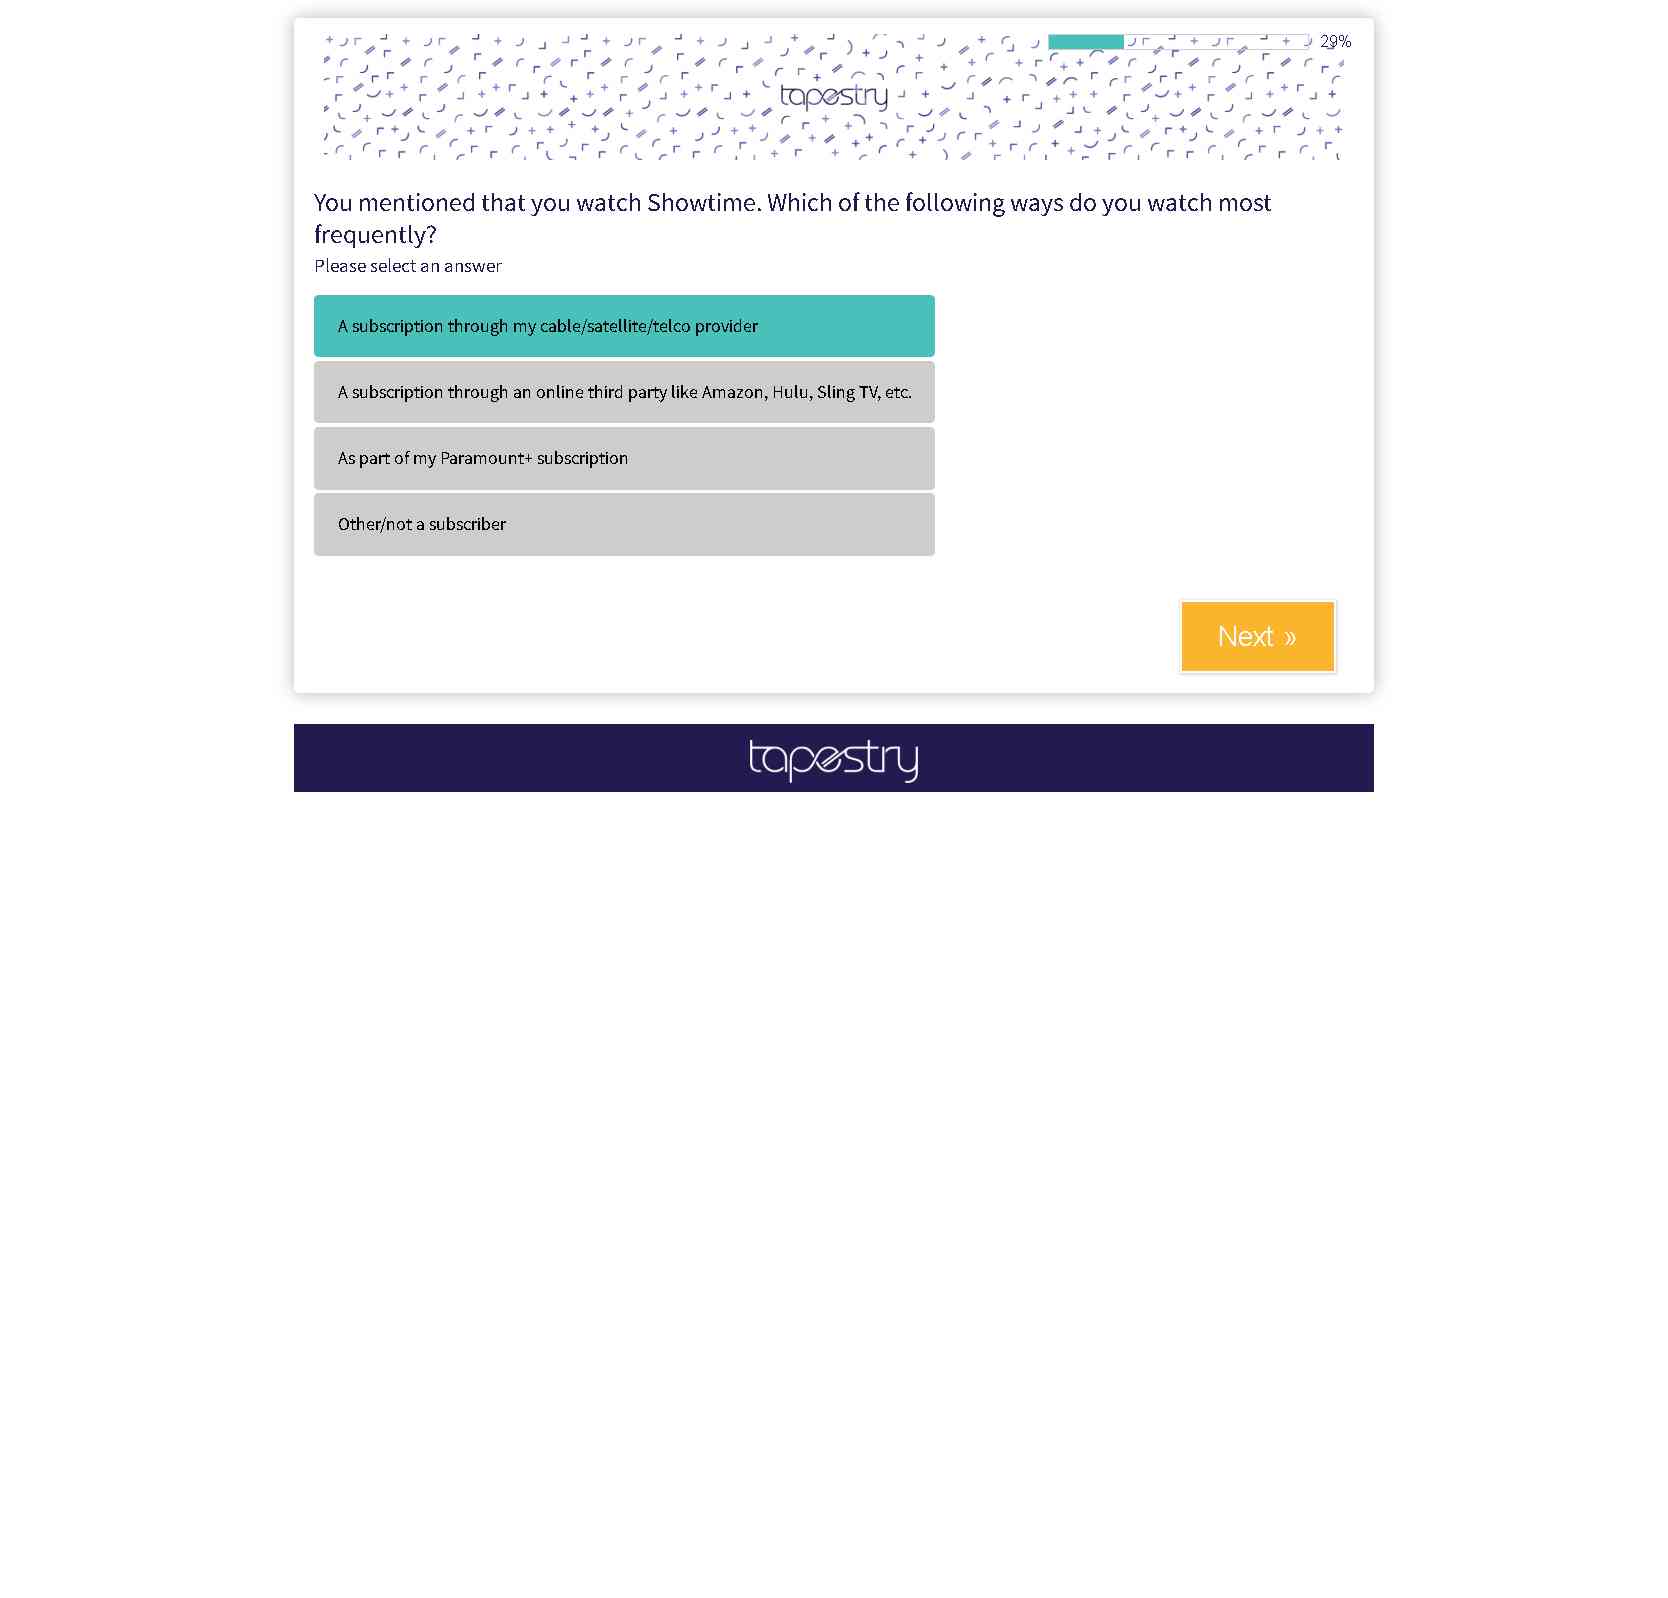 29%
tapestry
You mentioned that you watch Showtime. Which of the following ways do you watch most
frequently?
Please select an answer
A subscription through my cable/satellite/telco provider
A subscription through an online third party like Amazon, Hulu, Sling TV, etc.
As part of my Paramount+ subscription
Other/not a subscriber
Next »
tapestry